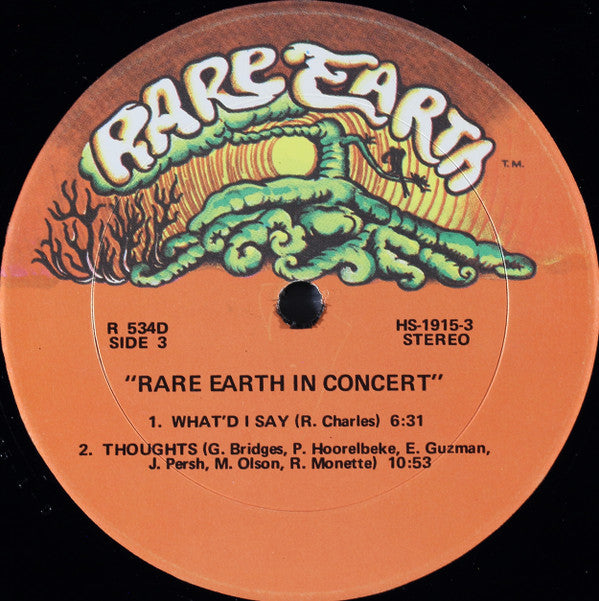 RARE EARTH
T.M.
R 534D
SIDE 3
HS-1915-3
STEREO
"RARE EARTH IN CONCERT"
1. WHAT'D I SAY (R. Charles) 6:31
2. THOUGHTS (G. Bridges, P. Hoorelbeke, E. Guzman,
J. Persh, M. Olson, R. Monette) 10:53